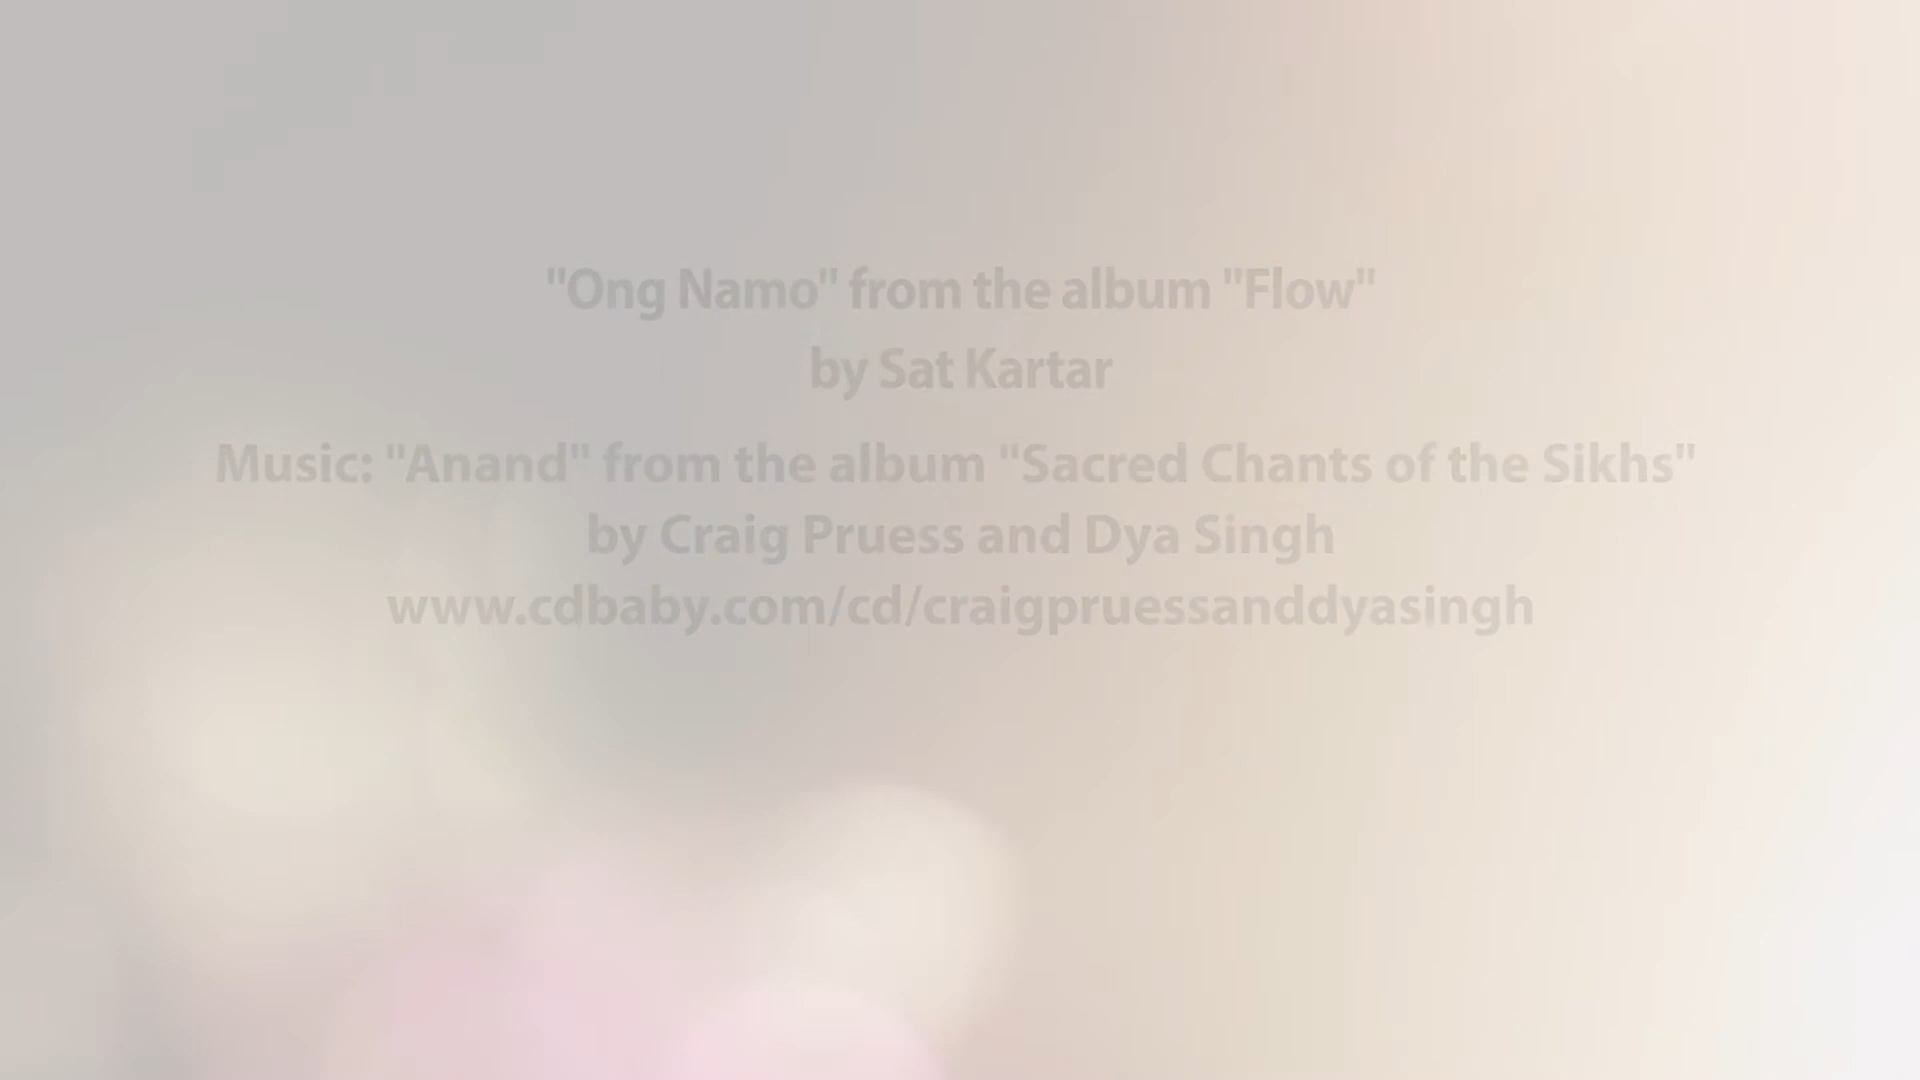 "Ong Namo" from the album "Flow"
by Sat Kartar
Music: "Anand" from the album "Sacred Chants of the Sikhs"
by Craig Pruess and Dya Singh
www.cdbaby.com/cd/craigpruessanddyasingh